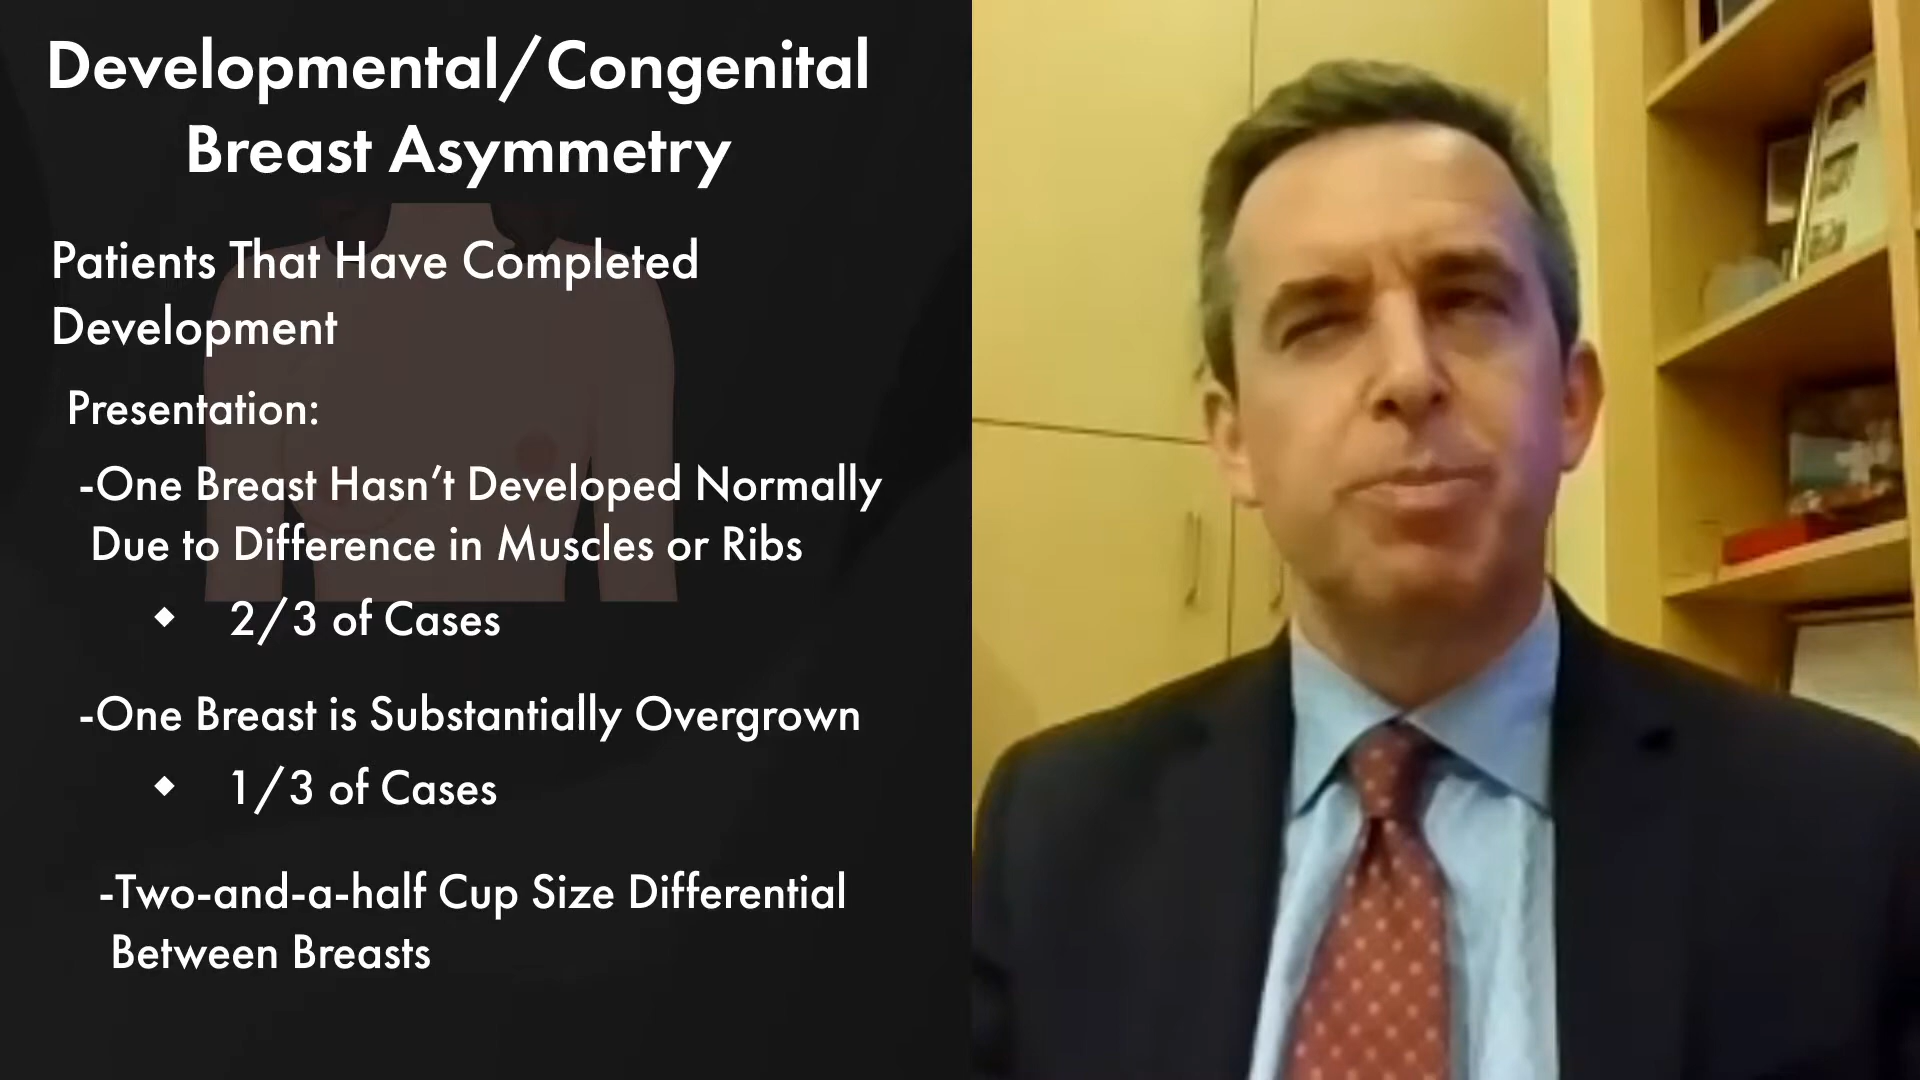 Developmental/Congenital
Breast Asymmetry
Patients That Have Completed
Development
Presentation:
-One Breast Hasn’t Developed Normally
Due to Difference in Muscles or Ribs
◆ 2/3 of Cases
-One Breast is Substantially Overgrown
◆ 1/3 of Cases
-Two-and-a-half Cup Size Differential
Between Breasts